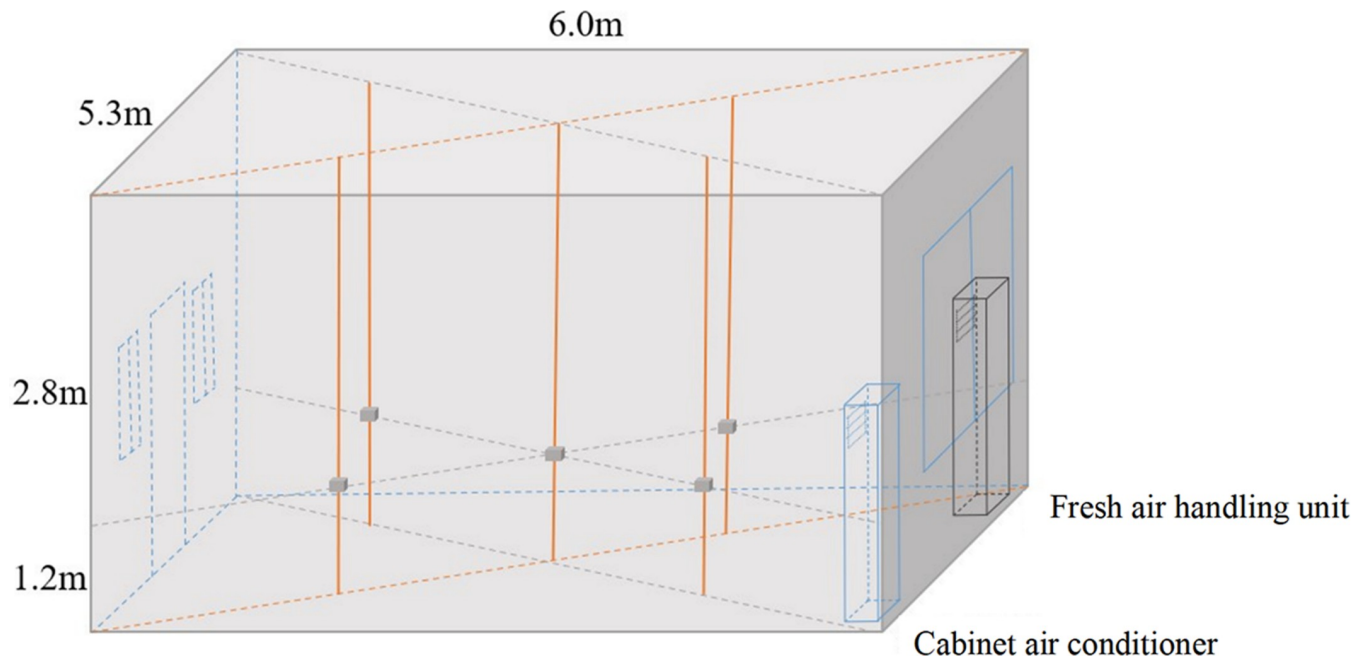 6.0m
5.3m
2.8m
1.2m
Fresh air handling unit
Cabinet air conditioner